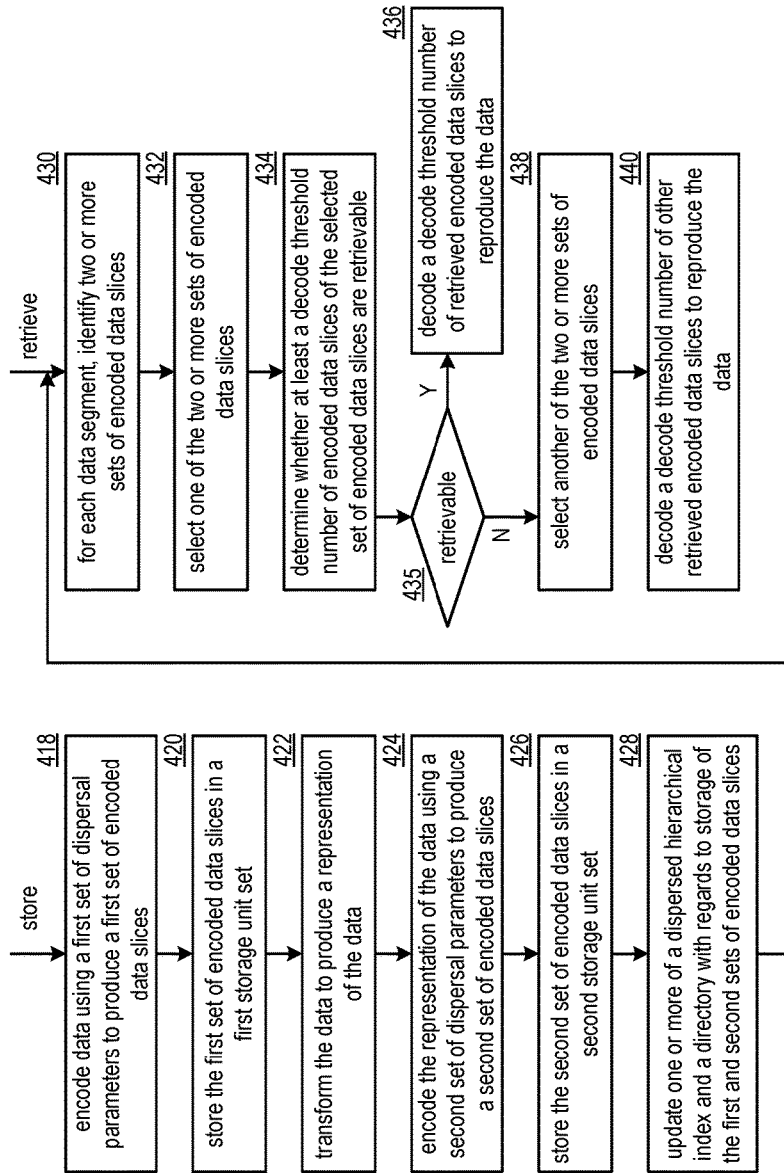 store
418
encode data using a first set of dispersal
parameters to produce a first set of encoded
data slices
420
store the first set of encoded data slices in a
first storage unit set
422
transform the data to produce a representation
of the data
424
encode the representation of the data using a
second set of dispersal parameters to produce
a second set of encoded data slices
426
store the second set of encoded data slices in a
second storage unit set
428
update one or more of a dispersed hierarchical
index and a directory with regards to storage of
the first and second sets of encoded data slices
retrieve
430
for each data segment, identify two or more
sets of encoded data slices
432
select one of the two or more sets of encoded
data slices
434
determine whether at least a decode threshold
number of encoded data slices of the selected
set of encoded data slices are retrievable
435
retrievable
Y
436
decode a decode threshold number
of retrieved encoded data slices to
reproduce the data
N
438
select another of the two or more sets of
encoded data slices
440
decode a decode threshold number of other
retrieved encoded data slices to reproduce the
data